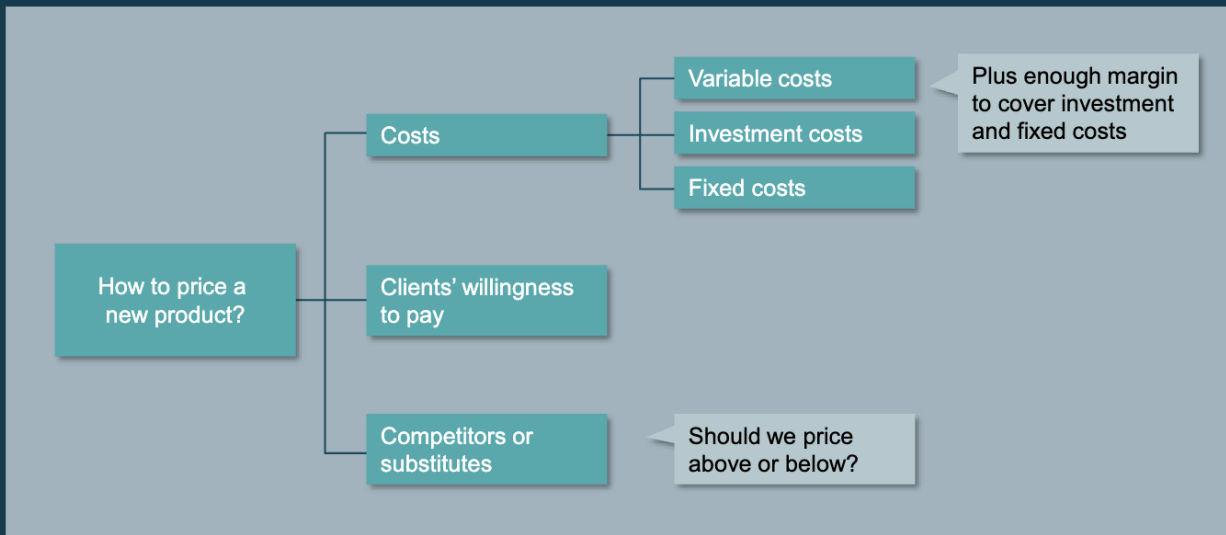 How to price a
new product?
Costs
Variable costs
Plus enough margin
to cover investment
and fixed costs
Investment costs
Fixed costs
Clients’ willingness
to pay
Competitors or
substitutes
Should we price
above or below?